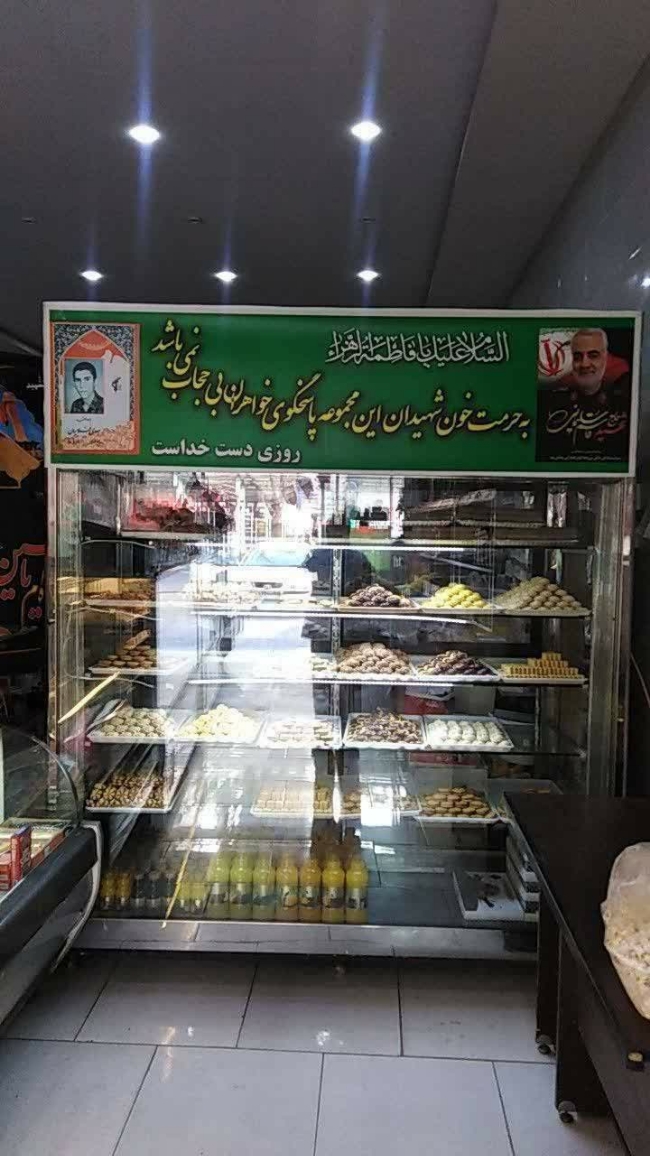 السلام علیک یا فاطمة الزهراء
به حرمت خون شهیدان این مجموعه پاسخگوی خواهران بی حجاب نمی باشد
روزی دست خداست